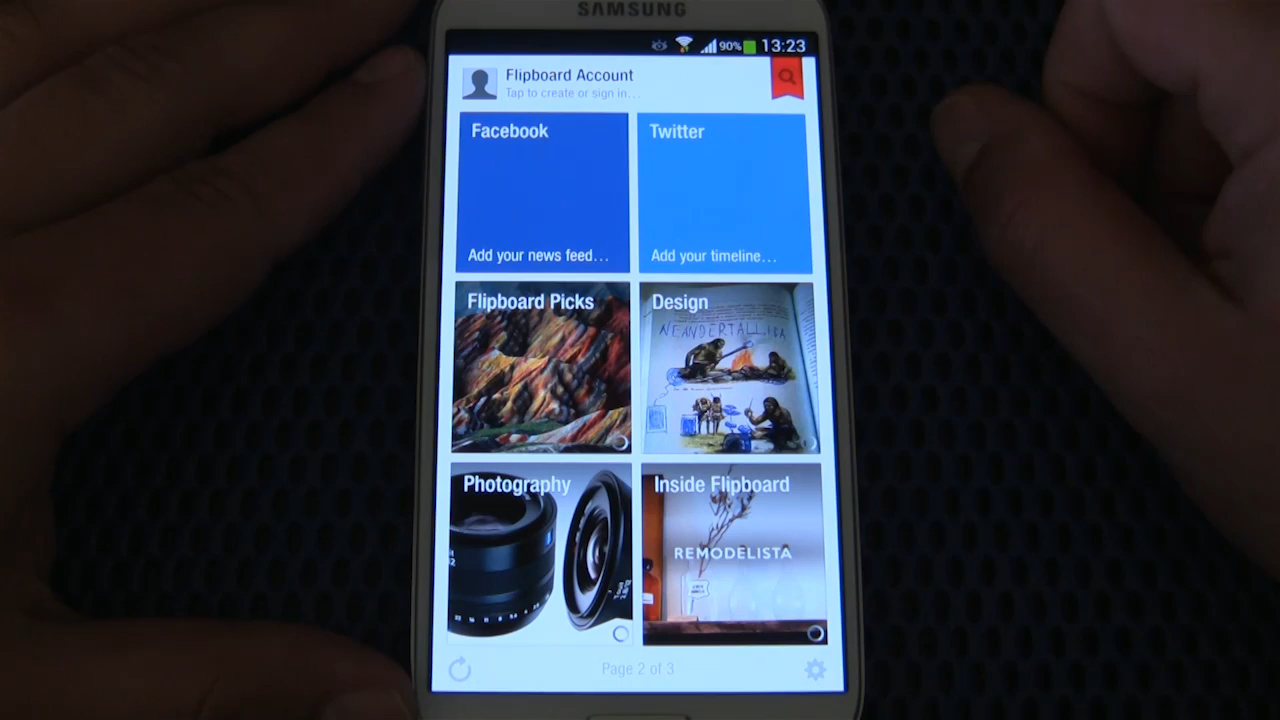 SAMSUNG
90% 13:23
Flipboard Account
Tap to create or sign in...
Facebook
Twitter
Add your news feed...
Add your timeline...
Flipboard Picks
Design
NEANDERTALLIGA
Photography
Inside Flipboard
REMODELISTA
Page 2 of 3